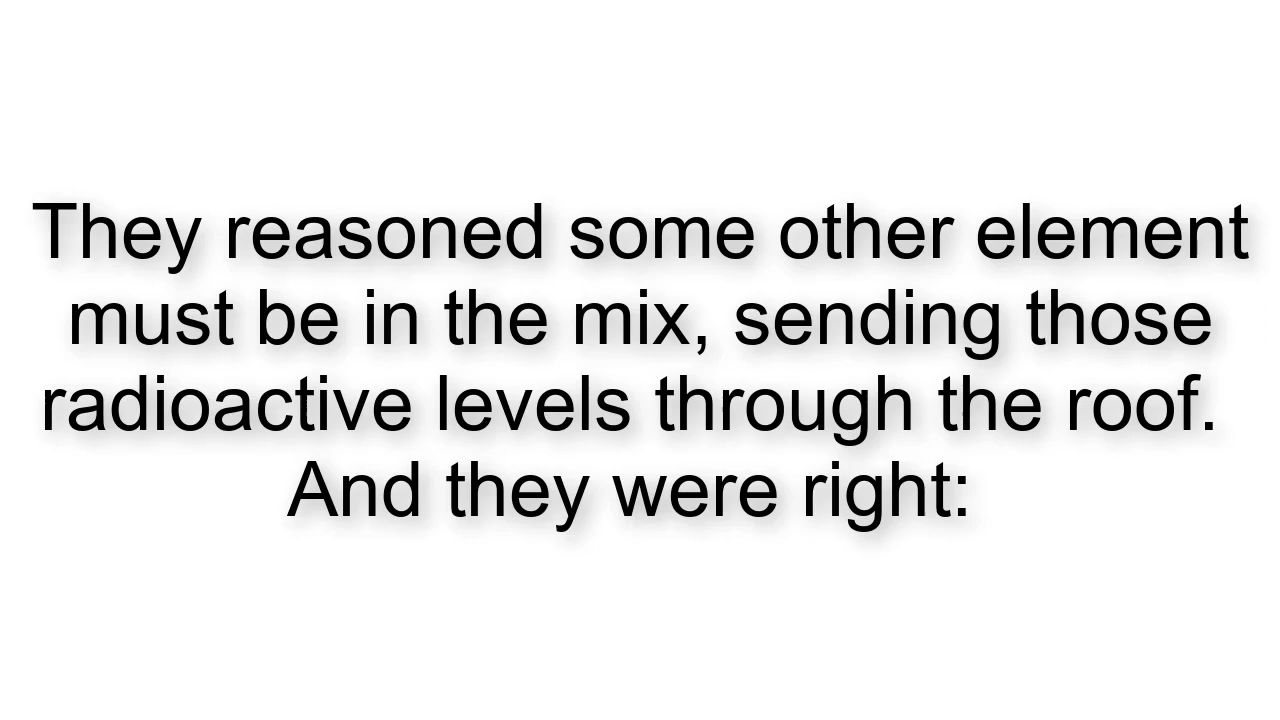 They reasoned some other element
must be in the mix, sending those
radioactive levels through the roof.
And they were right: